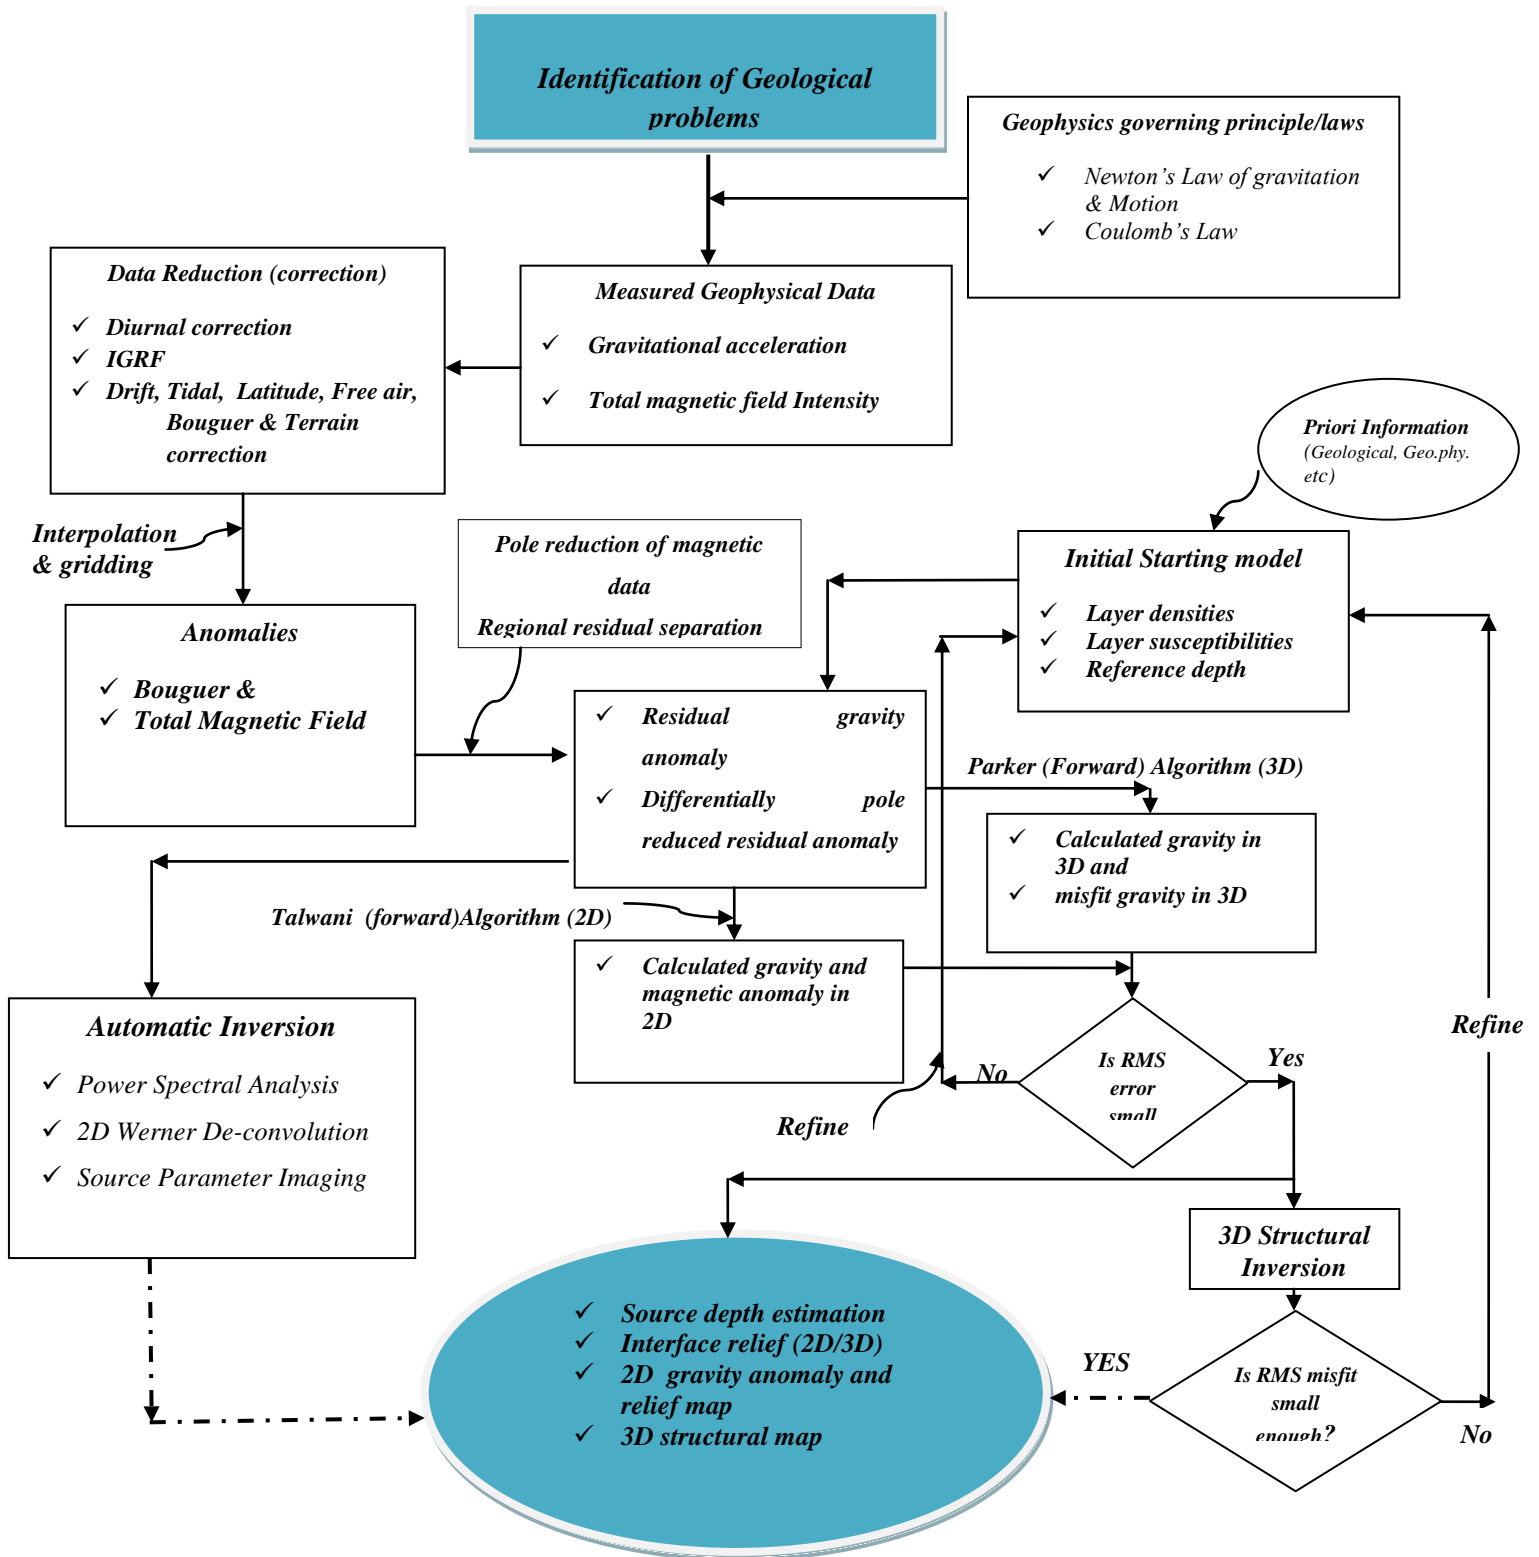 Identification of Geological
problems
Geophysics governing principle/laws
✓ Newton's Law of gravitation
& Motion
✓ Coulomb's Law
Data Reduction (correction)
✓ Diurnal correction
✓ IGRF
✓ Drift, Tidal, Latitude, Free air,
Bouguer & Terrain
correction
Measured Geophysical Data
✓ Gravitational acceleration
✓ Total magnetic field Intensity
Priori Information
(Geological, Geo.phy.
etc)
Interpolation
& gridding
Pole reduction of magnetic
data
Regional residual separation
Initial Starting model
✓ Layer densities
✓ Layer susceptibilities
✓ Reference depth
Anomalies
✓ Bouguer &
✓ Total Magnetic Field
✓ Residual gravity
anomaly
✓ Differentially pole
reduced residual anomaly
Parker (Forward) Algorithm (3D)
✓ Calculated gravity in
3D and
✓ misfit gravity in 3D
Talwani (forward)Algorithm (2D)
✓ Calculated gravity and
magnetic anomaly in
2D
Automatic Inversion
✓ Power Spectral Analysis
✓ 2D Werner De-convolution
✓ Source Parameter Imaging
Refine
Is RMS
error
small
Yes
No
Refine
3D Structural
Inversion
✓ Source depth estimation
✓ Interface relief (2D/3D)
✓ 2D gravity anomaly and
relief map
✓ 3D structural map
YES
Is RMS misfit
small
enough?
No